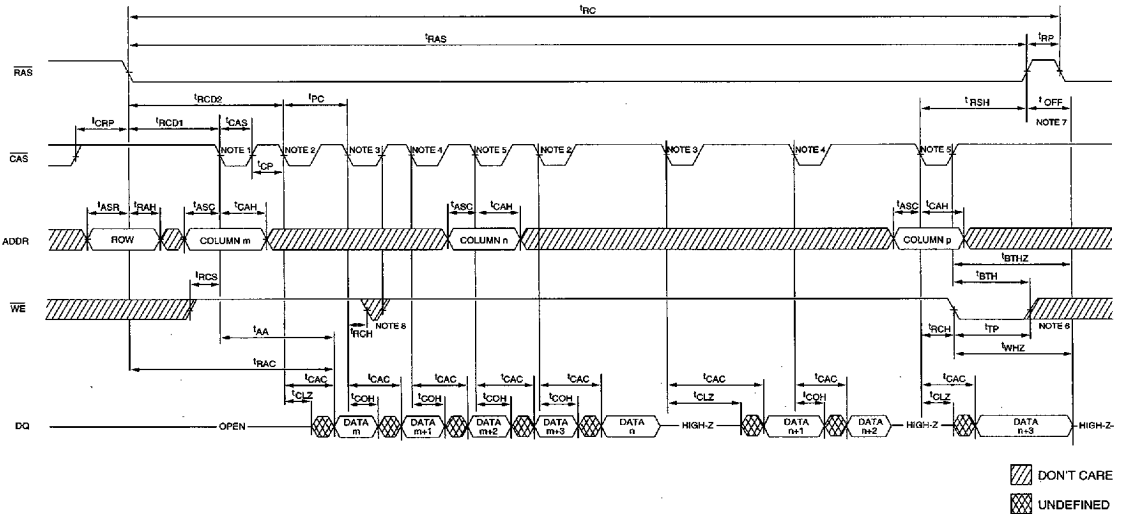 tRC
tRAS
tRP
RAS
tRCD2
tPC
tRSH
tOFF
tCRP
tRCD1
tCAS
NOTE 7
CAS
NOTE 1
NOTE 2
NOTE 3
NOTE 4
NOTE 5
NOTE 2
NOTE 3
NOTE 4
NOTE 5
tCP
tASR
tRAH
tASC
tCAH
tASC
tCAH
tASC
tCAH
ADDR
ROW
COLUMN m
COLUMN n
COLUMN p
tBTHZ
tRCS
tBTH
WE
NOTE 8
NOTE 6
tRCH
tRCH
tTP
tAA
tWHZ
tRAC
tCAC
tCAC
tCAC
tCAC
tCAC
tCAC
tCAC
tCAC
tCLZ
tCOH
tCOH
tCOH
tCOH
tCLZ
tCOH
tCLZ
DQ
OPEN
DATA m
DATA m+1
DATA m+2
DATA m+3
DATA n
HIGH-Z
DATA n+1
DATA n+2
HIGH-Z
DATA n+3
HIGH-Z
DON'T CARE
UNDEFINED